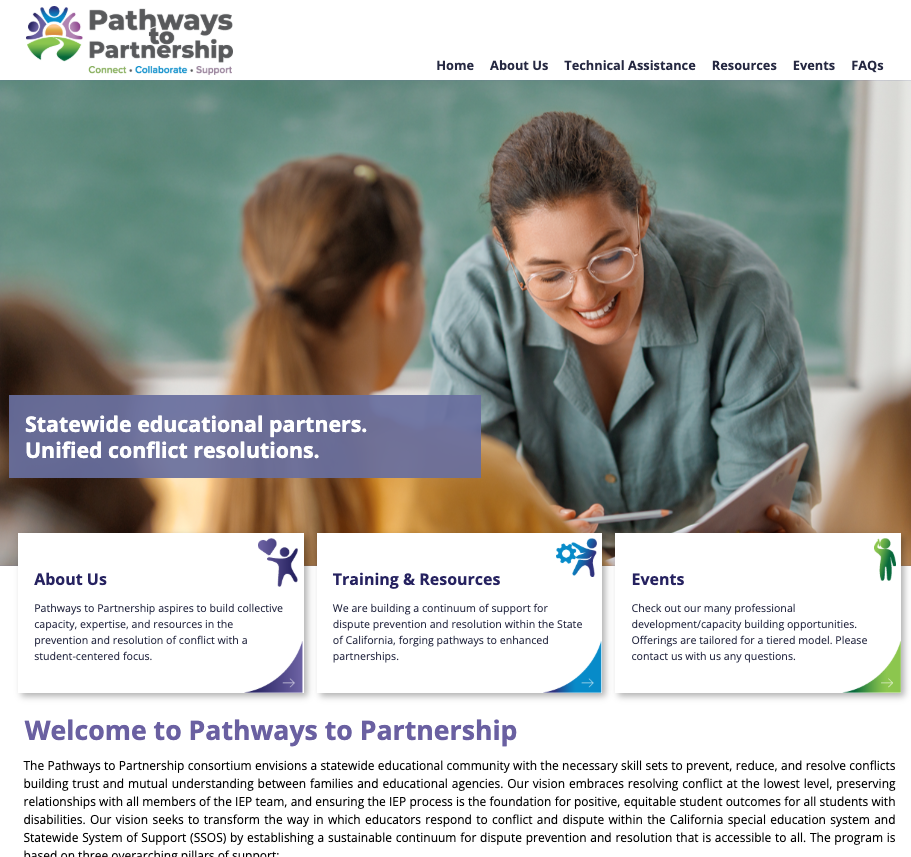 Pathways
to
Partnership
Connect • Collaborate • Support
Home About Us Technical Assistance Resources Events FAQs
Statewide educational partners.
Unified conflict resolutions.
About Us
Pathways to Partnership aspires to build collective
capacity, expertise, and resources in the
prevention and resolution of conflict with a
student-centered focus.
Training & Resources
We are building a continuum of support for
dispute prevention and resolution within the State
of California, forging pathways to enhanced
partnerships.
Events
Check out our many professional
development/capacity building opportunities.
Offerings are tailored for a tiered model. Please
contact us with us any questions.
Welcome to Pathways to Partnership
The Pathways to Partnership consortium envisions a statewide educational community with the necessary skill sets to prevent, reduce, and resolve conflicts
building trust and mutual understanding between families and educational agencies. Our vision embraces resolving conflict at the lowest level, preserving
relationships with all members of the IEP team, and ensuring the IEP process is the foundation for positive, equitable student outcomes for all students with
disabilities. Our vision seeks to transform the way in which educators respond to conflict and dispute within the California special education system and
Statewide System of Support (SSOS) by establishing a sustainable continuum for dispute prevention and resolution that is accessible to all. The program is
based on three overarching pillars of support: